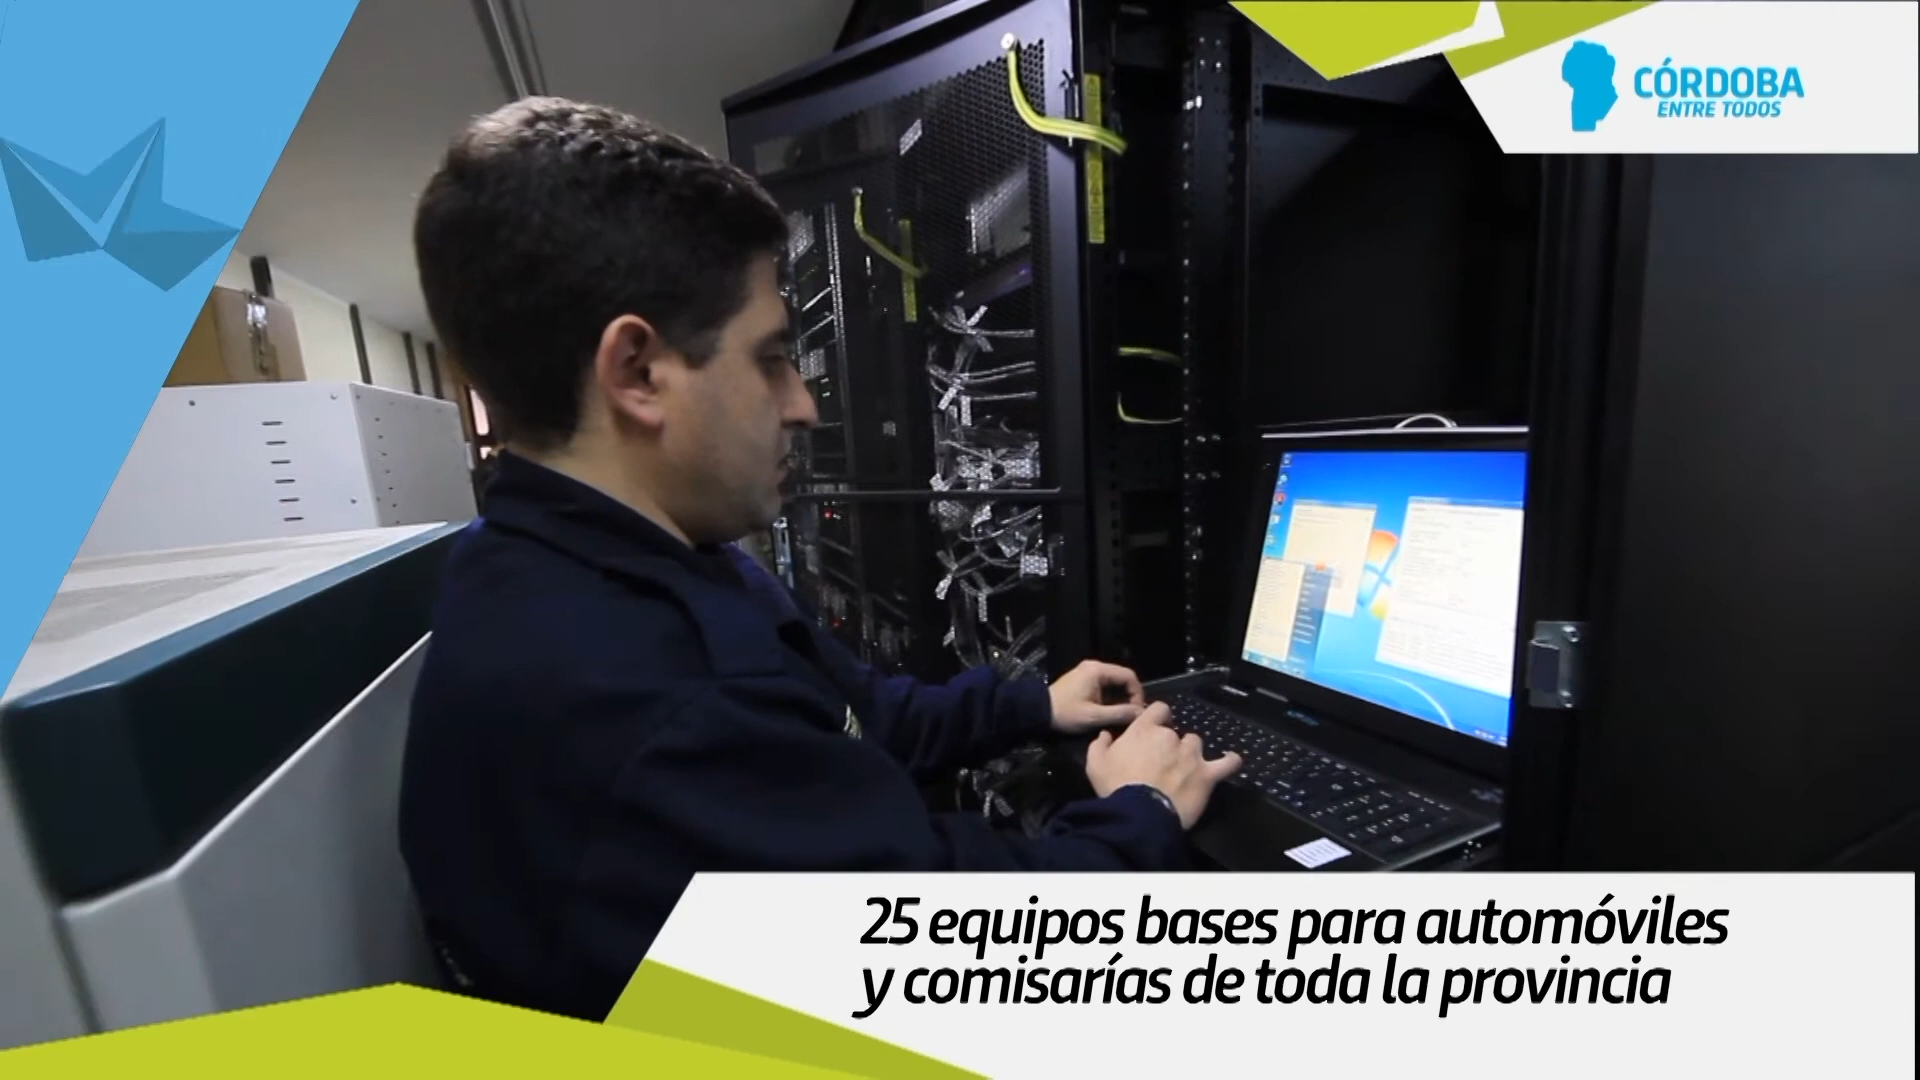 CÓRDOBA
ENTRE TODOS
25 equipos bases para automóviles
y comisarías de toda la provincia